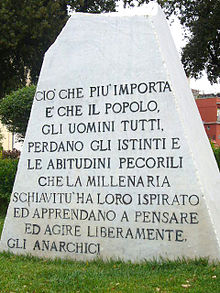 CIO' CHE PIU' IMPORTA
E' CHE IL POPOLO,
GLI UOMINI TUTTI,
PERDANO GLI ISTINTI E
LE ABITUDINI PECORILI
CHE LA MILLENARIA
SCHIAVITU' HA LORO ISPIRATO
ED APPRENDANO A PENSARE
ED AGIRE LIBERAMENTE.
GLI ANARCHICI